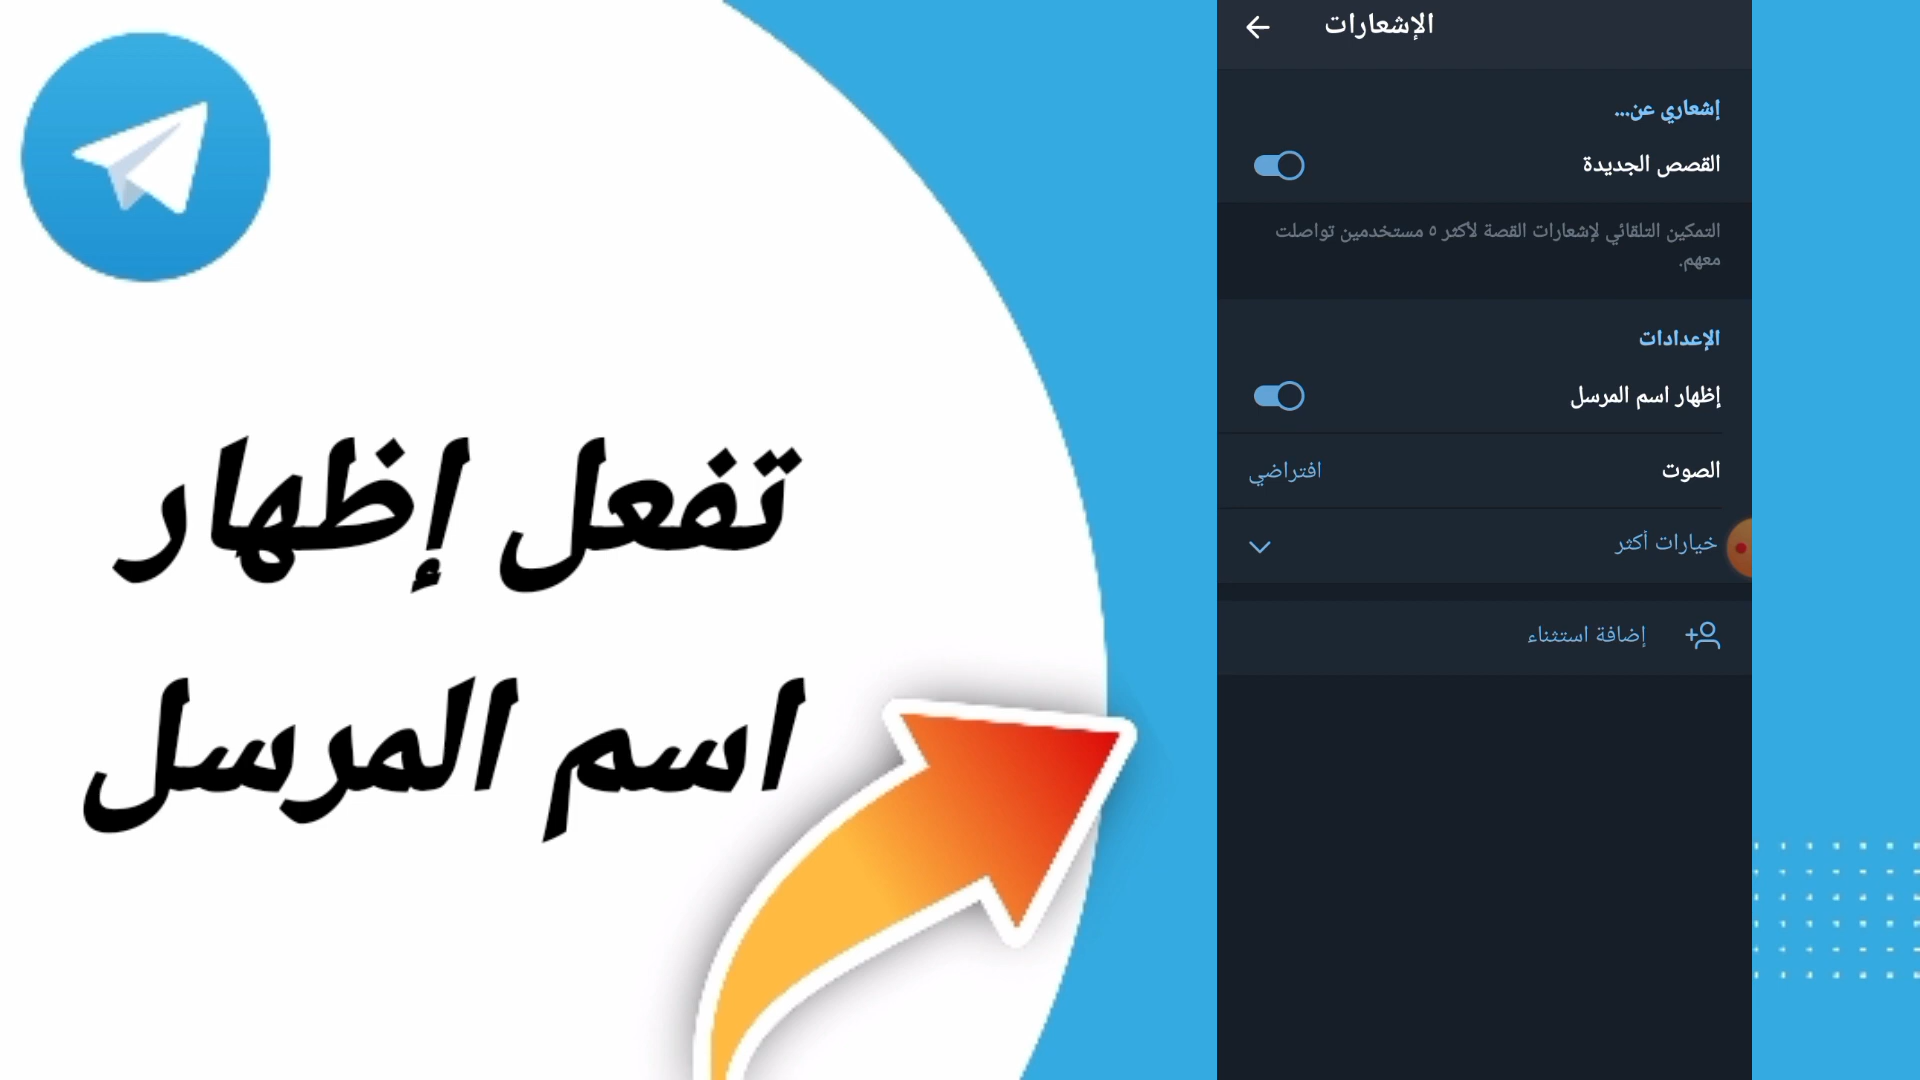 تفعل إظهار
اسم المرسل
الإشعارات
إشعاري عن...
القصص الجديدة
التمكين التلقائي لإشعارات القصة لأكثر ٥ مستخدمين تواصلت
معهم.
الإعدادات
إظهار اسم المرسل
الصوت افتراضي
خيارات أكثر
إضافة استثناء